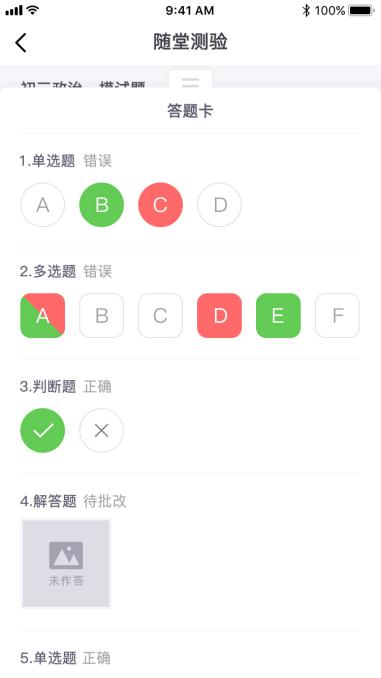 9:41 AM
100%
随堂测验
答题卡
1.单选题 错误
A B C D
2.多选题 错误
A B C D E F
3.判断题 正确
4.解答题 待批改
未作答
5.单选题 正确